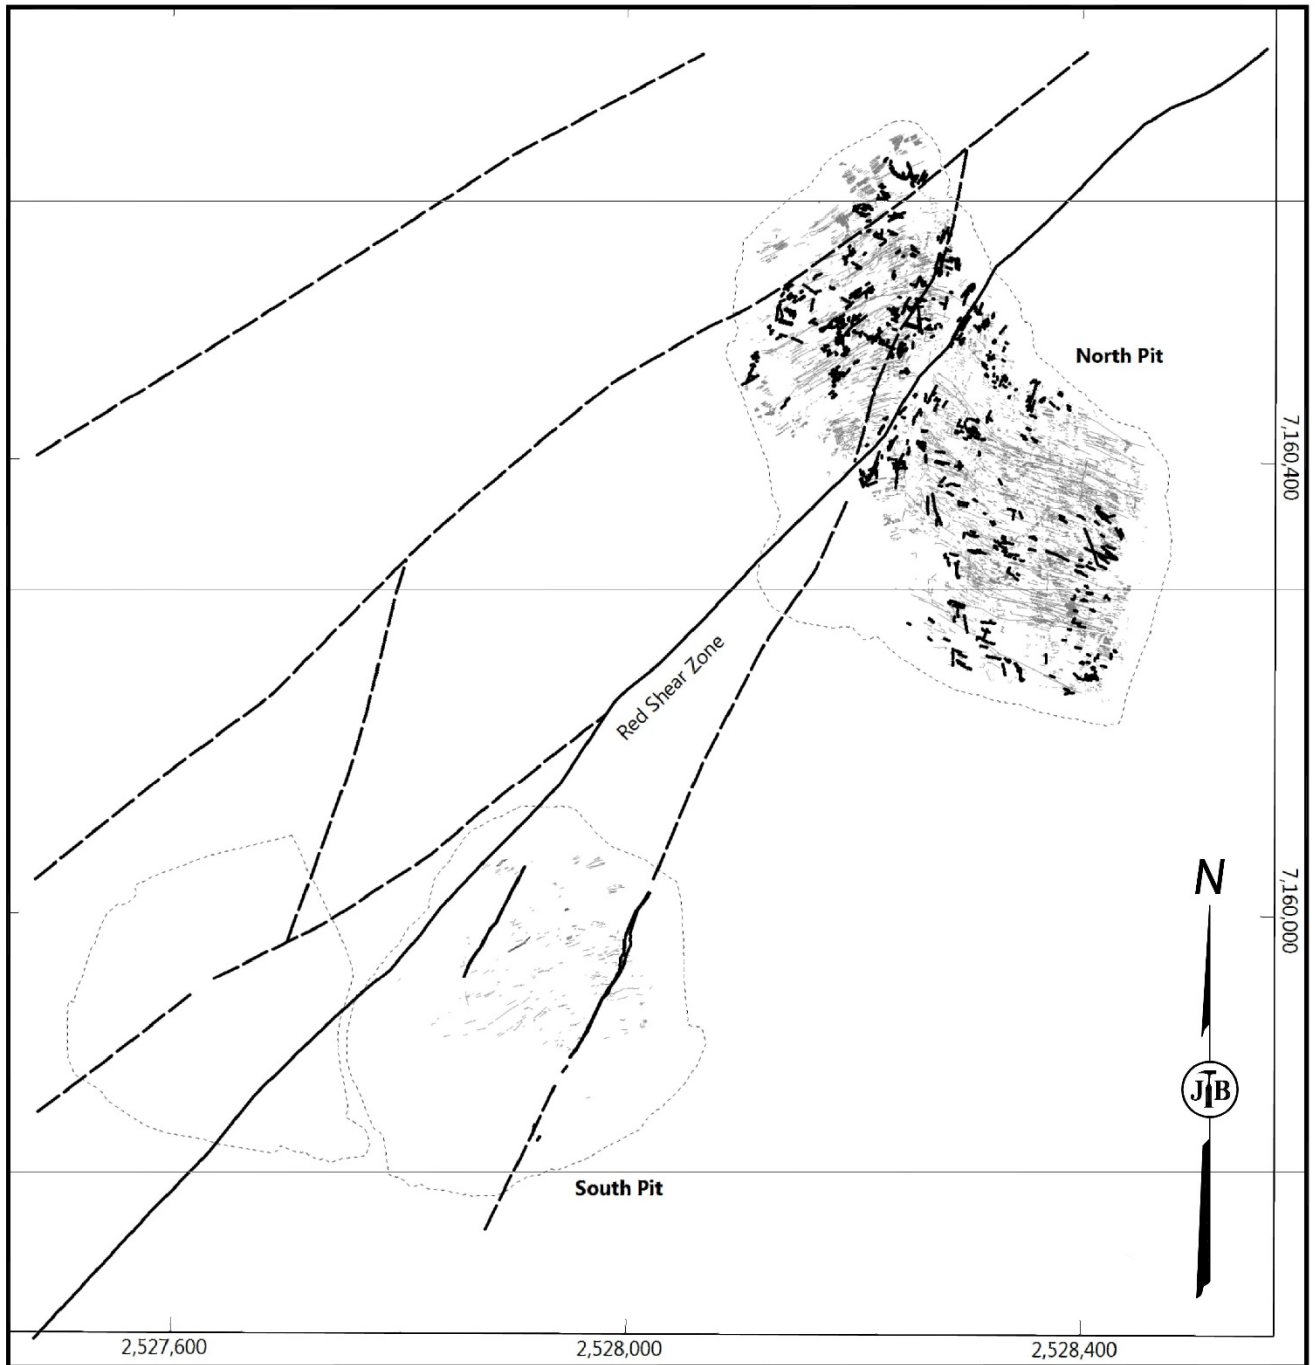 North Pit
7,160,400
Red Shear Zone
N
7,160,000
JTB
South Pit
2,527,600
2,528,000
2,528,400